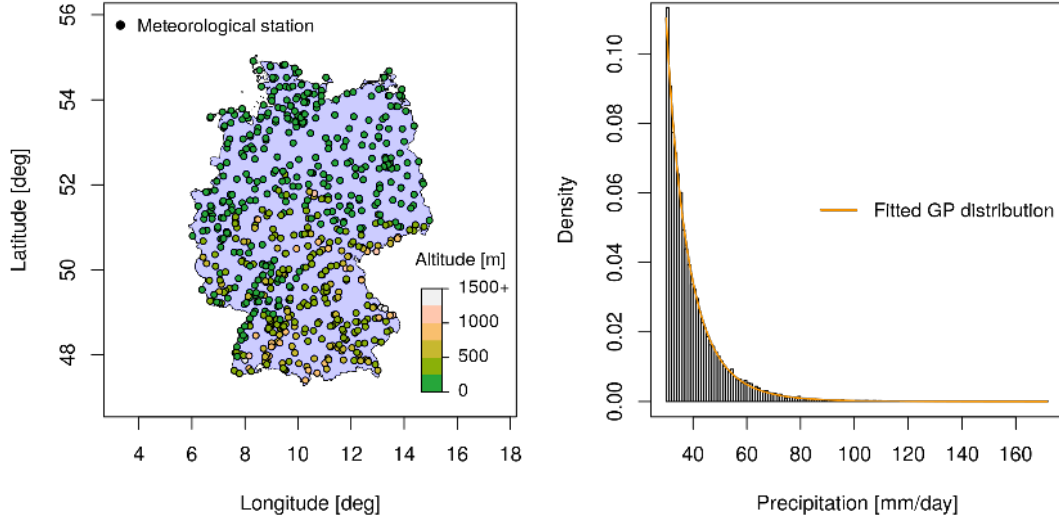 56
54
52
50
48
Latitude [deg]
Meteorological station
Altitude [m]
1500+
1000
500
0
4 6 8 10 12 14 16 18
Longitude [deg]
0.10
0.08
0.06
0.04
0.02
0.00
Density
Fitted GP distribution
40 60 80 100 120 140 160
Precipitation [mm/day]